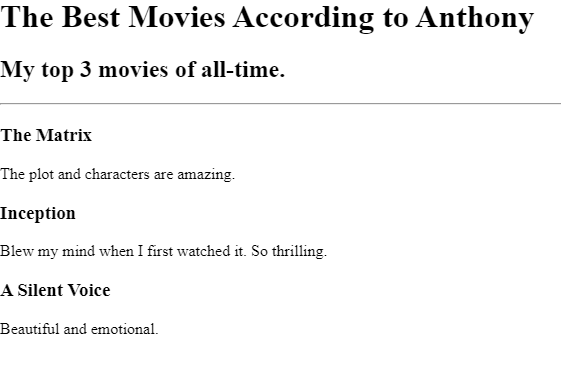 The Best Movies According to Anthony
My top 3 movies of all-time.
The Matrix
The plot and characters are amazing.
Inception
Blew my mind when I first watched it. So thrilling.
A Silent Voice
Beautiful and emotional.